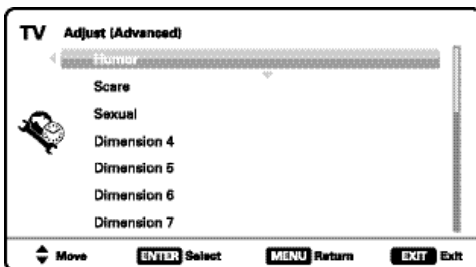 TV Adjust (Advanced)
Humor
Scare
Sexual
Dimension 4
Dimension 5
Dimension 6
Dimension 7
Move ENTER Select MENU Return EXIT Exit